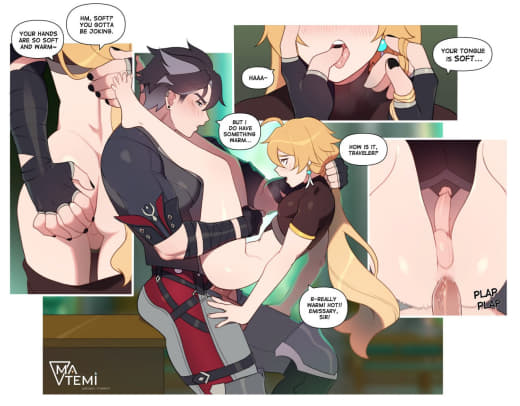 HM, SOFT?
YOU GOTTA
BE JOKING.
YOUR HANDS
ARE SO SOFT
AND WARM~
YOUR TONGUE
IS SOFT...
HAAA~
BUT I
DO HAVE
SOMETHING
WARM...
HOW IS IT,
TRAVELER?
R-REALLY
WARM! HOT!!
EMISSARY,
SIR!
PLAP
PLAP
MA
TEMI